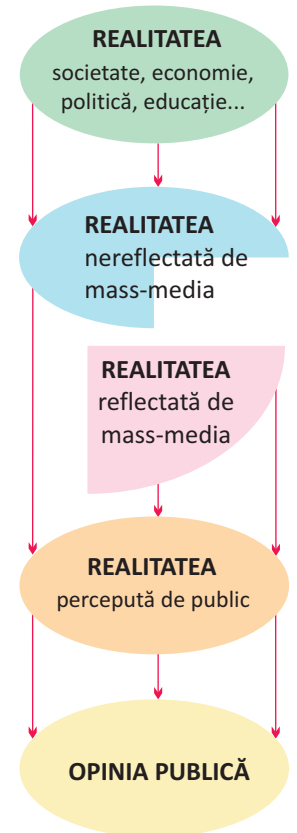 REALITATEA
societate, economie,
politică, educație...
REALITATEA
nereflectată de
mass-media
REALITATEA
reflectată de
mass-media
REALITATEA
percepută de public
OPINIA PUBLICĂ